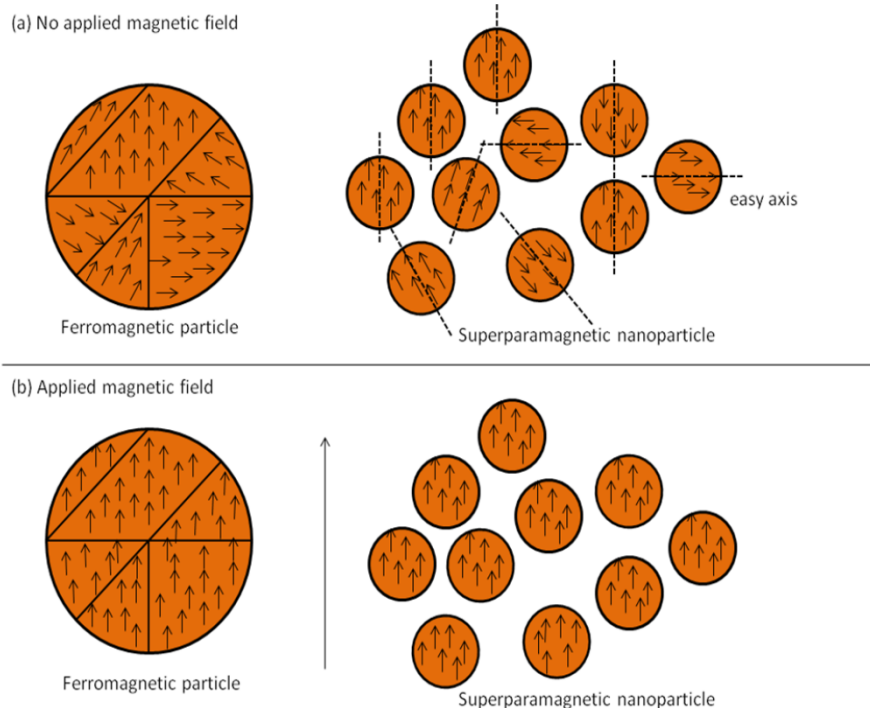 (a) No applied magnetic field
easy axis
Ferromagnetic particle
Superparamagnetic nanoparticle
(b) Applied magnetic field
Ferromagnetic particle
Superparamagnetic nanoparticle